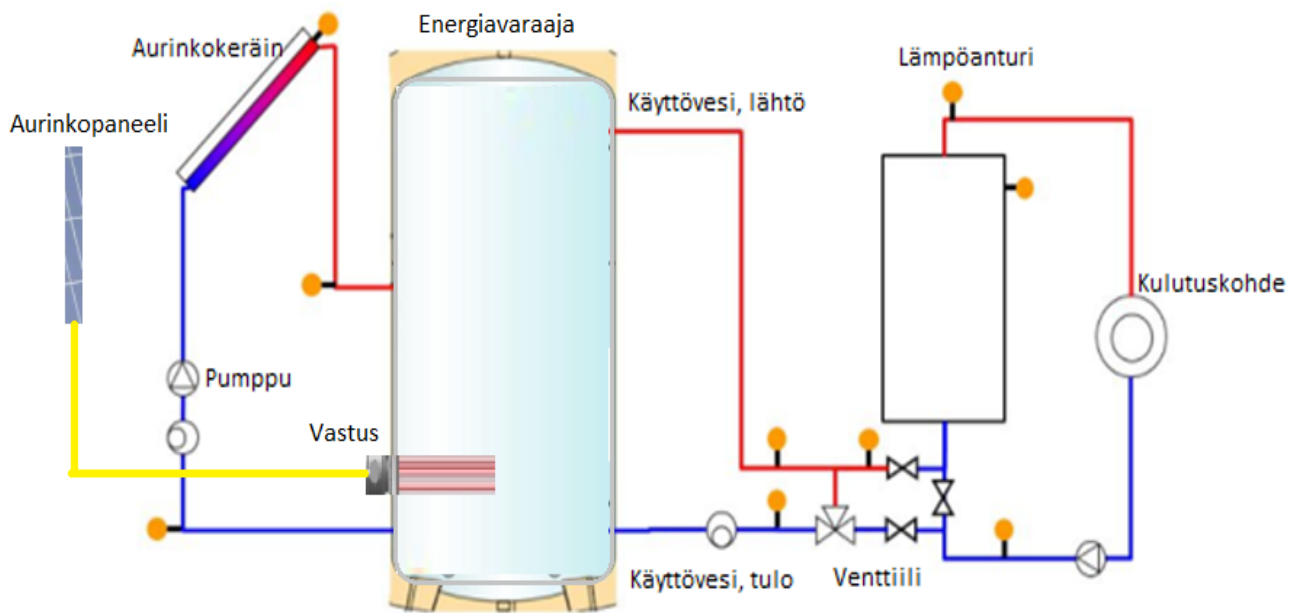 Energiavaraaja
Aurinkokeräin
Lämpöanturi
Käyttövesi, lähtö
Aurinkopaneeli
Kulutuskohde
Pumppu
Vastus
Käyttövesi, tulo
Venttiili